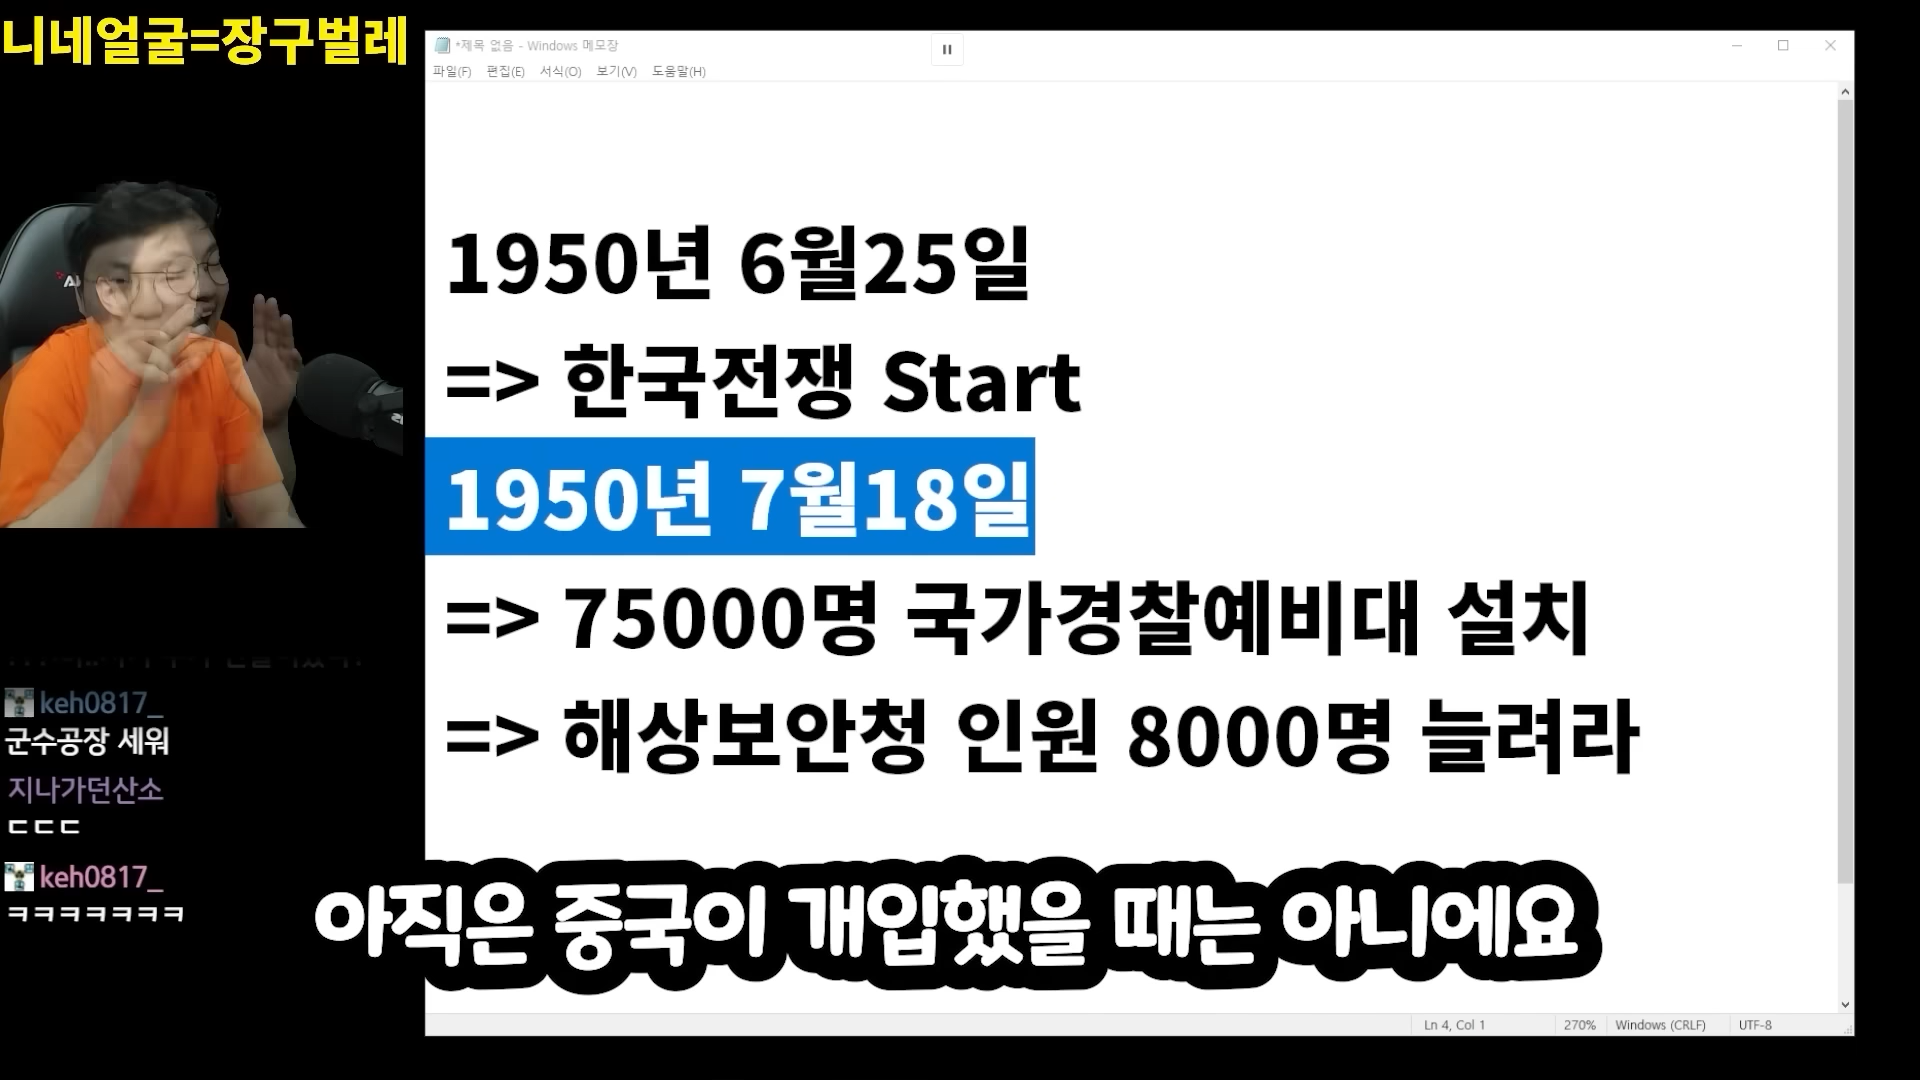 니네얼굴=장구벌레
*제목 없음 - Windows 메모장
파일(F) 편집(E) 서식(O) 보기(V) 도움말(H)
1950년 6월25일
=> 한국전쟁 Start
1950년 7월18일
=> 75000명 국가경찰예비대 설치
=> 해상보안청 인원 8000명 늘려라
keh0817_
군수공장 세워
지나가던산소
ㄷㄷㄷ
keh0817_
ㅋㅋㅋㅋㅋㅋㅋ
아직은 중국이 개입했을 때는 아니에요
Ln 4, Col 1 270% Windows (CRLF) UTF-8